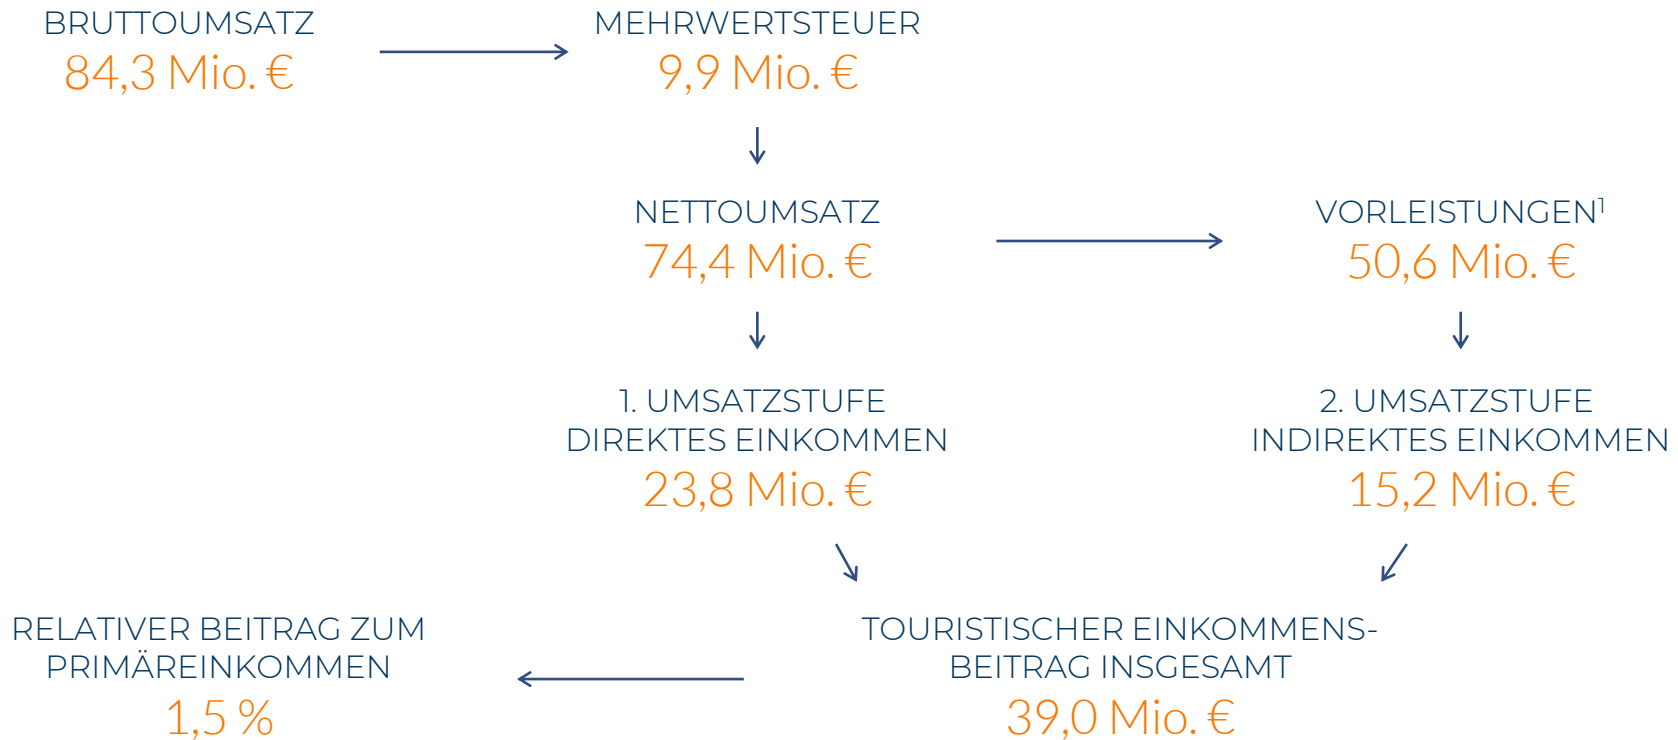 BRUTTOUMSATZ
84,3 Mio. €
MEHRWERTSTEUER
9,9 Mio. €
NETTOUMSATZ
74,4 Mio. €
VORLEISTUNGEN¹
50,6 Mio. €
1. UMSATZSTUFE
DIREKTES EINKOMMEN
23,8 Mio. €
2. UMSATZSTUFE
INDIREKTES EINKOMMEN
15,2 Mio. €
RELATIVER BEITRAG ZUM
PRIMÄREINKOMMEN
1,5 %
TOURISTISCHER EINKOMMENS-
BEITRAG INSGESAMT
39,0 Mio. €